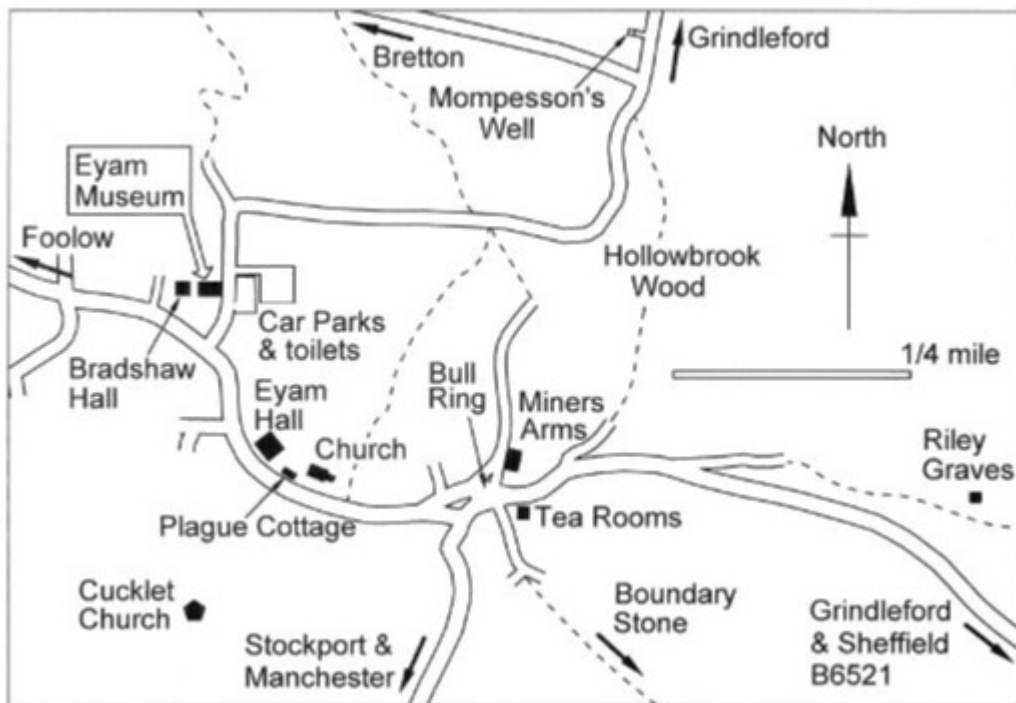 Bretton
Grindleford
Mompesson's
Well
North
Eyam
Museum
Foolow
Hollowbrook
Wood
Car Parks
& toilets
1/4 mile
Bradshaw
Hall
Bull
Ring
Miners
Arms
Eyam
Hall
Church
Riley
Graves
Plague Cottage
Tea Rooms
Cucklet
Church
Boundary
Stone
Grindleford
& Sheffield
B6521
Stockport &
Manchester